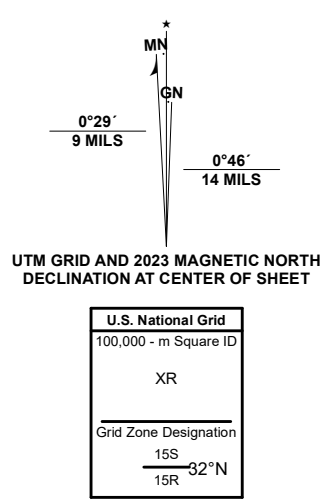 MN
GN
0°29´
9 MILS
0°46´
14 MILS
UTM GRID AND 2023 MAGNETIC NORTH
DECLINATION AT CENTER OF SHEET
U.S. National Grid
100,000 - m Square ID
XR
Grid Zone Designation
15S
32°N
15R